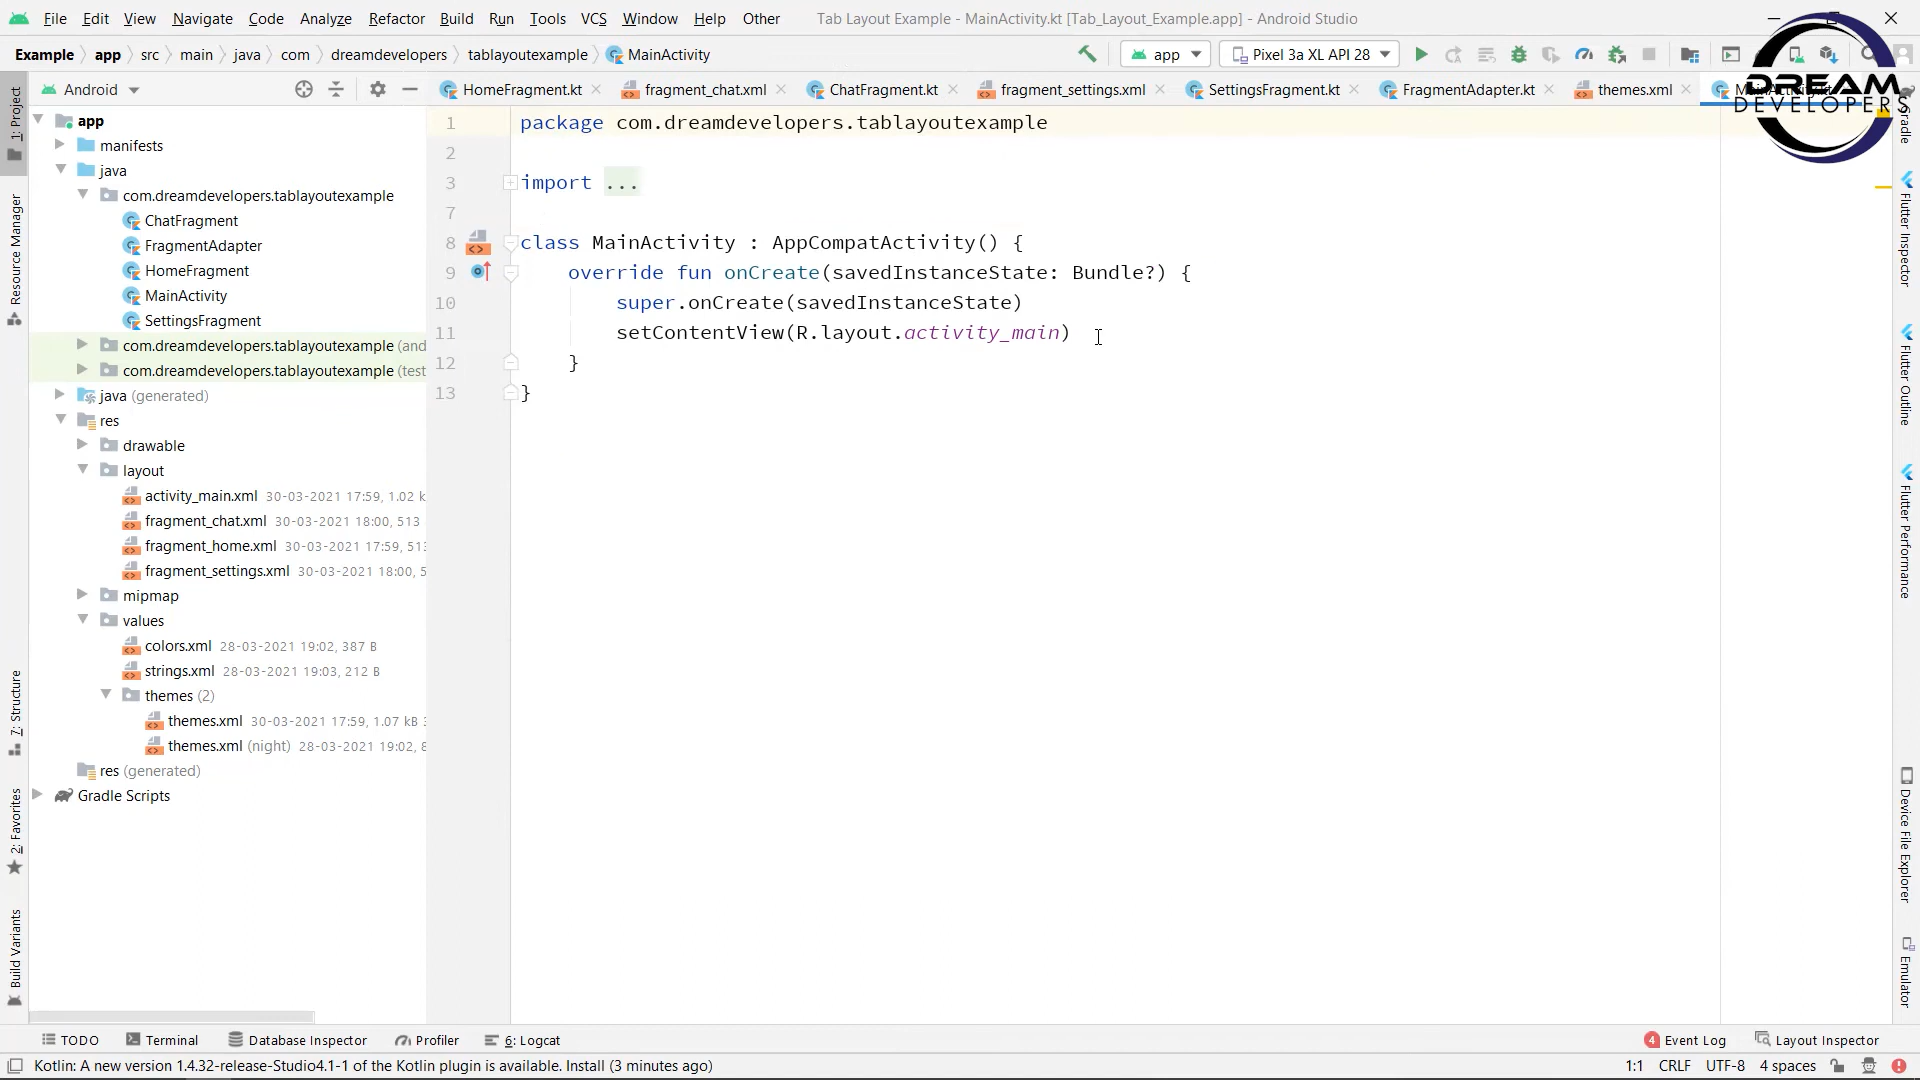 File Edit View Navigate Code Analyze Refactor Build Run Tools VCS Window Help Other Tab Layout Example - MainActivity.kt [Tab_Layout_Example.app] - Android Studio
Example app src main java com dreamdevelopers tablayoutexample MainActivity app Pixel 3a XL API 28
DREAM
DEVELOPERS
Android HomeFragment.kt fragment_chat.xml ChatFragment.kt fragment_settings.xml SettingsFragment.kt FragmentAdapter.kt themes.xml
1: Project
Resource Manager
7: Structure
2: Favorites
Build Variants
app
manifests
java
com.dreamdevelopers.tablayoutexample
ChatFragment
FragmentAdapter
HomeFragment
MainActivity
SettingsFragment
com.dreamdevelopers.tablayoutexample (and
com.dreamdevelopers.tablayoutexample (test
java (generated)
res
drawable
layout
activity_main.xml 30-03-2021 17:59, 1.02 k
fragment_chat.xml 30-03-2021 18:00, 513
fragment_home.xml 30-03-2021 17:59, 513
fragment_settings.xml 30-03-2021 18:00, 5
mipmap
values
colors.xml 28-03-2021 19:02, 387 B
strings.xml 28-03-2021 19:03, 212 B
themes (2)
themes.xml 30-03-2021 17:59, 1.07 kB 3
themes.xml (night) 28-03-2021 19:02, 8
res (generated)
Gradle Scripts
1 package com.dreamdevelopers.tablayoutexample
2
3 import ...
7
8 class MainActivity : AppCompatActivity() {
9 override fun onCreate(savedInstanceState: Bundle?) {
10 super.onCreate(savedInstanceState)
11 setContentView(R.layout.activity_main)
12 }
13 }
Gradle
Flutter Inspector
Flutter Outline
Flutter Performance
Device File Explorer
Emulator
TODO Terminal Database Inspector Profiler 6: Logcat 4 Event Log Layout Inspector
Kotlin: A new version 1.4.32-release-Studio4.1-1 of the Kotlin plugin is available. Install (3 minutes ago) 1:1 CRLF UTF-8 4 spaces